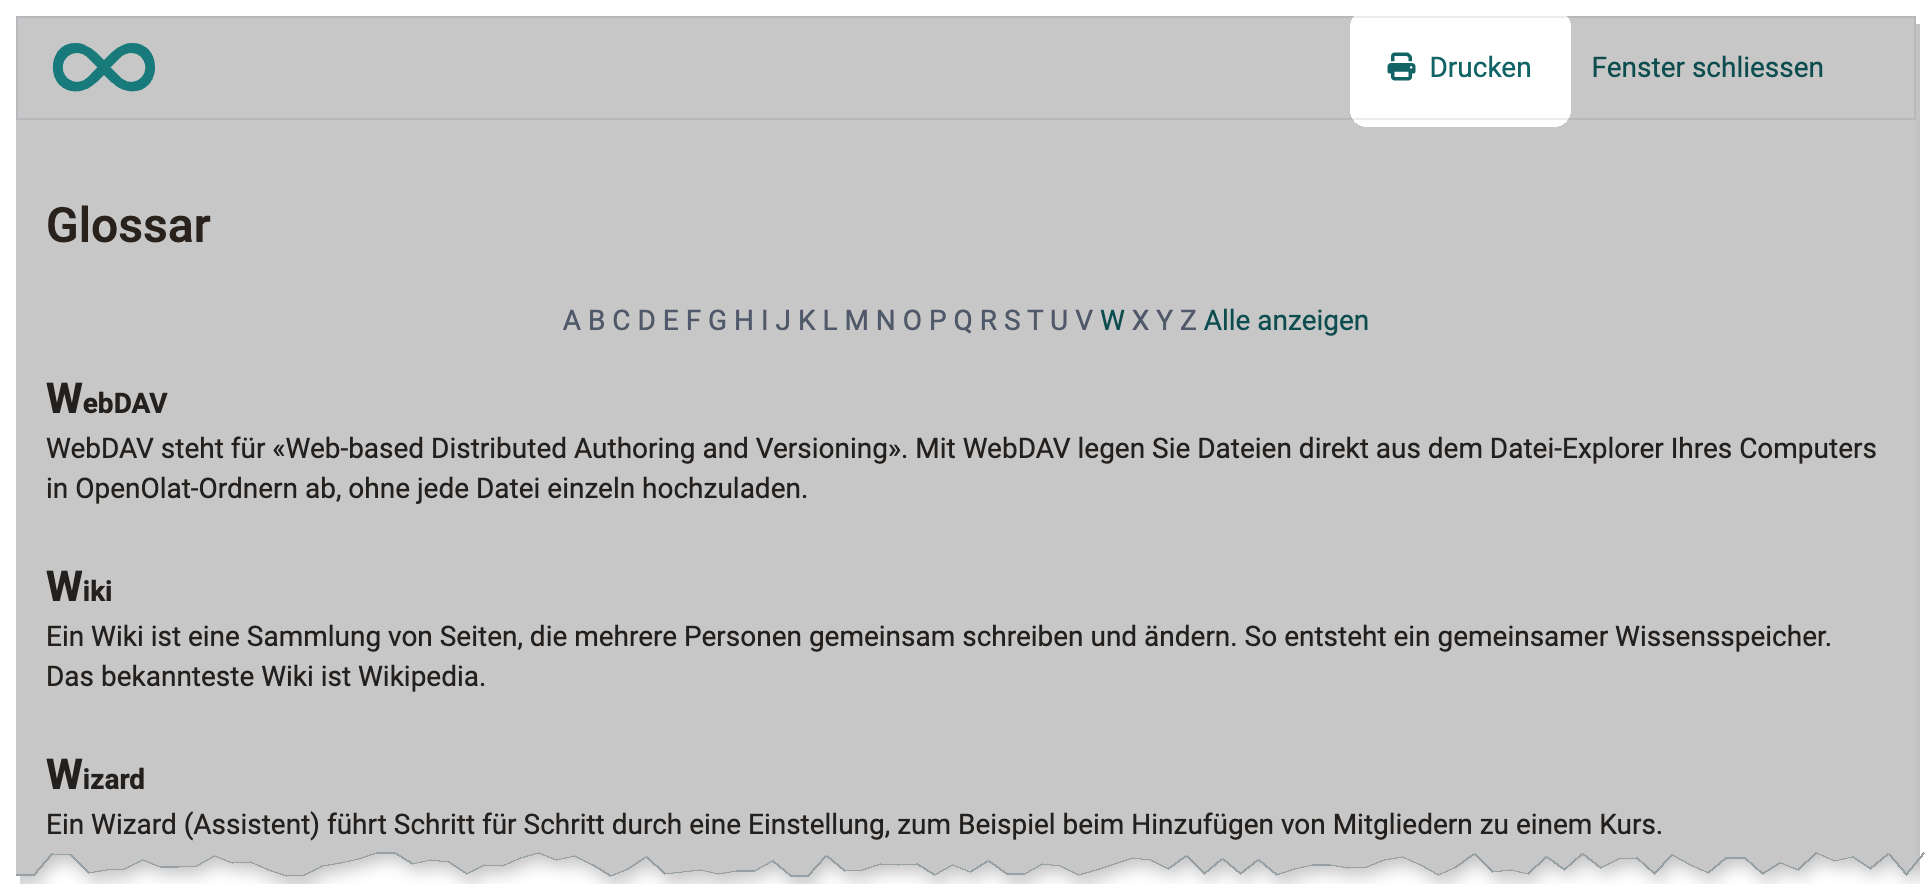 Drucken Fenster schliessen
Glossar
A B C D E F G H I J K L M N O P Q R S T U V W X Y Z Alle anzeigen
WebDAV
WebDAV steht für «Web-based Distributed Authoring and Versioning». Mit WebDAV legen Sie Dateien direkt aus dem Datei-Explorer Ihres Computers
in OpenOlat-Ordnern ab, ohne jede Datei einzeln hochzuladen.
Wiki
Ein Wiki ist eine Sammlung von Seiten, die mehrere Personen gemeinsam schreiben und ändern. So entsteht ein gemeinsamer Wissensspeicher.
Das bekannteste Wiki ist Wikipedia.
Wizard
Ein Wizard (Assistent) führt Schritt für Schritt durch eine Einstellung, zum Beispiel beim Hinzufügen von Mitgliedern zu einem Kurs.